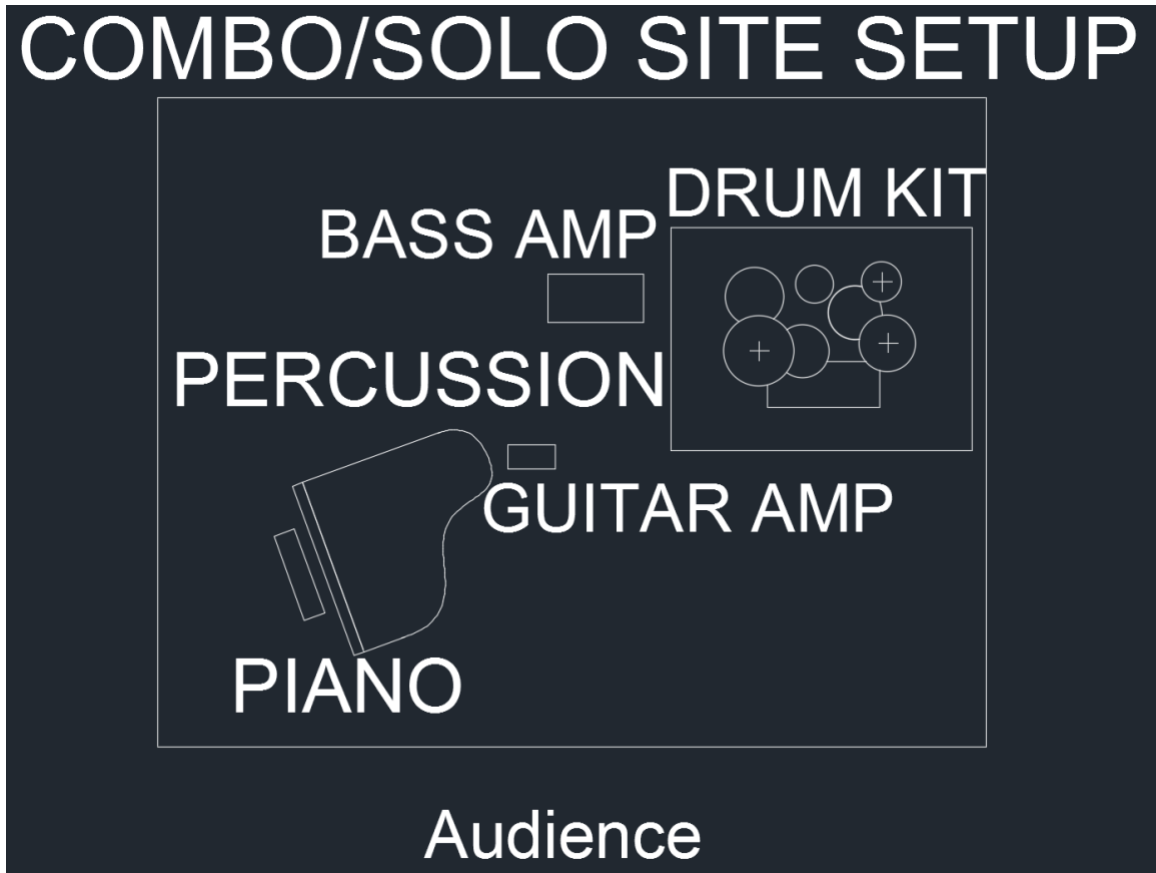 COMBO/SOLO SITE SETUP
DRUM KIT
BASS AMP
PERCUSSION
GUITAR AMP
PIANO
Audience